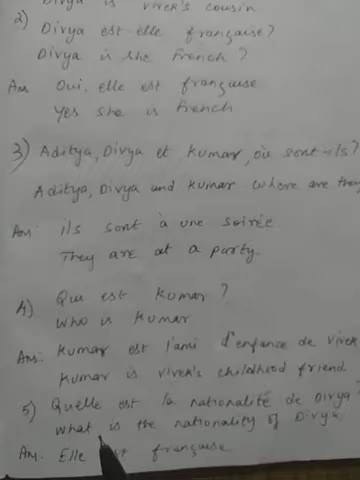 Divya is Vivek's cousin
2) Divya est-elle française?
Divya is she French?
Ans Oui, elle est française
Yes she is French
3) Aditya, Divya et Kumar, où sont-ils?
Aditya, Divya and Kumar where are they
Ans: ils sont à une soirée.
They are at a party.
4) Qui est Kumar?
Who is Kumar
Ans: Kumar est l'ami d'enfance de Vivek
Kumar is Vivek's childhood friend
5) Quelle est la nationalité de Divya?
What is the nationality of Divya.
Ans. Elle est française